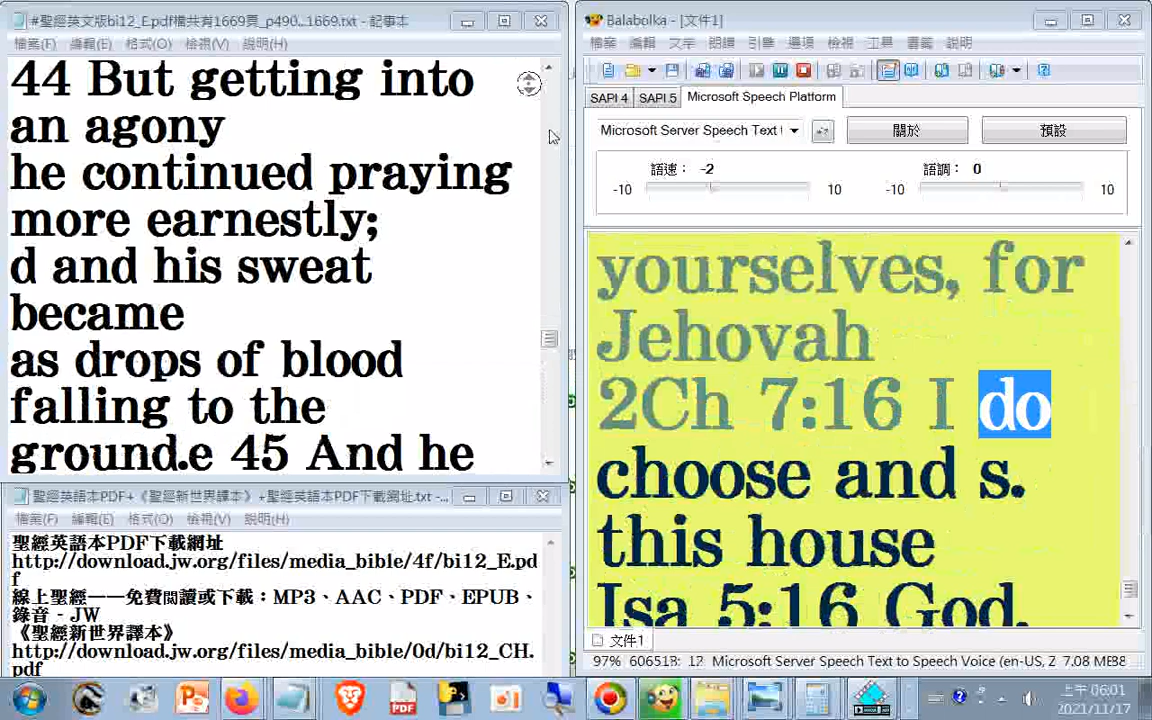 #聖經英文版bi12_E.pdf檔共有1669頁_p490...1669.txt - 記事本
檔案(F) 編輯(E) 格式(O) 檢視(V) 說明(H)
44 But getting into
an agony
he continued praying
more earnestly;
d and his sweat
became
as drops of blood
falling to the
ground.e 45 And he
聖經英語本PDF+《聖經新世界譯本》+聖經英語本PDF下載網址.txt -...
檔案(F) 編輯(E) 格式(O) 檢視(V) 說明(H)
聖經英語本PDF下載網址
http://download.jw.org/files/media_bible/4f/bi12_E.pd
f
線上聖經——免費閱讀或下載：MP3、AAC、PDF、EPUB、
錄音 - JW
《聖經新世界譯本》
http://download.jw.org/files/media_bible/0d/bi12_CH.
pdf
Balabolka - [文件1]
檔案 編輯 文字 朗讀 引擎 選項 檢視 工具 書籤 說明
SAPI 4 SAPI 5 Microsoft Speech Platform
Microsoft Server Speech Text 關於 預設
語速： -2 語調： 0
-10 10 -10 10
yourselves, for
Jehovah
2Ch 7:16 I do
choose and s.
this house
Isa 5:16 God.
文件1
97% 606518: 12 Microsoft Server Speech Text to Speech Voice (en-US, Z 7.08 MB
上午 06:01
2021/11/17